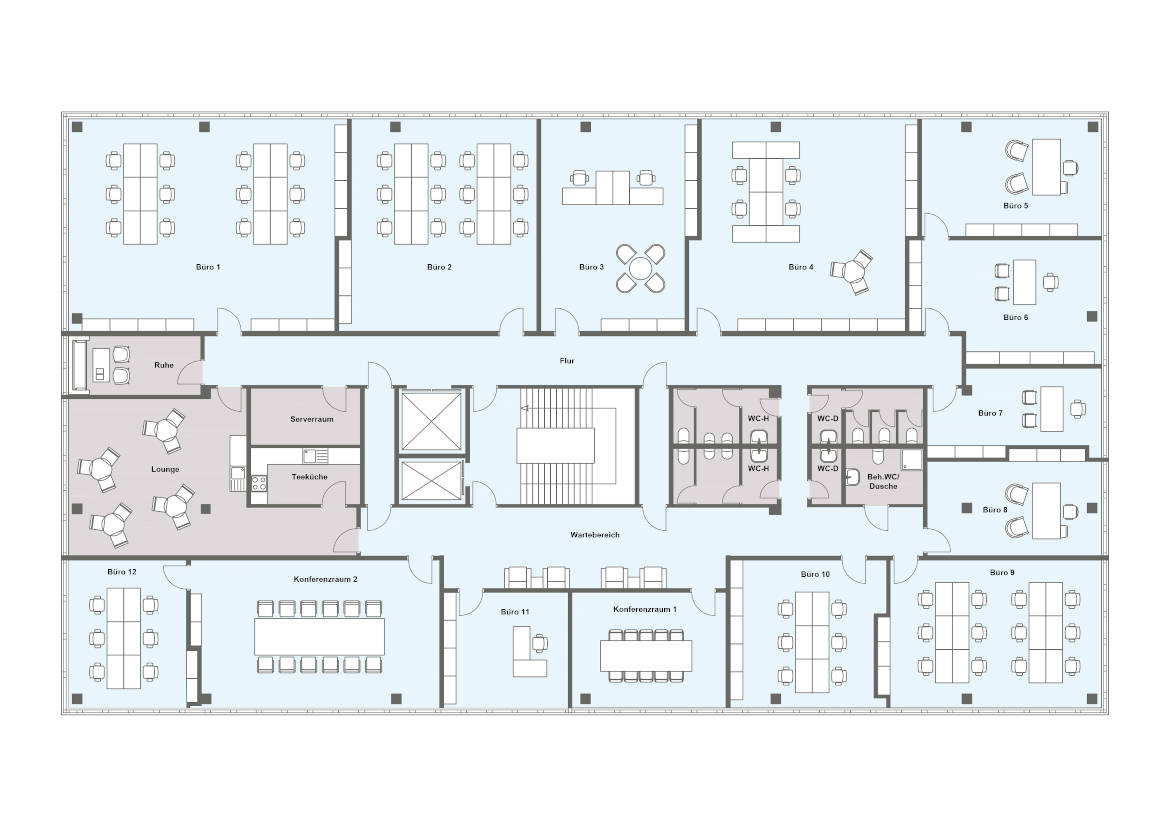 Büro 1
Büro 2
Büro 3
Büro 4
Büro 5
Büro 6
Flur
Ruhe
Serverraum
WC-H
WC-D
Büro 7
Lounge
Teeküche
WC-H
WC-D
Beh.WC/
Dusche
Büro 8
Wartebereich
Büro 12
Konferenzraum 2
Büro 11
Konferenzraum 1
Büro 10
Büro 9